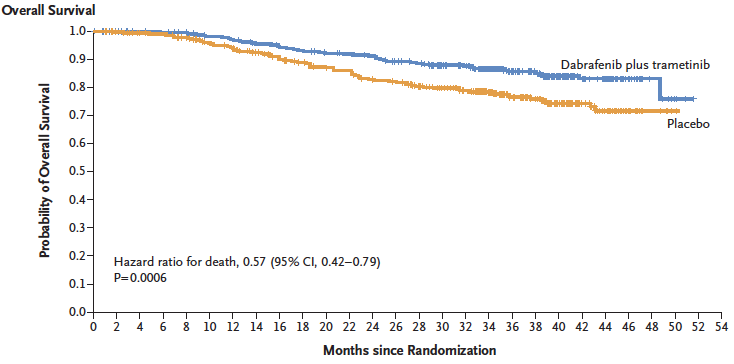 Overall Survival
Probability of Overall Survival
1.0
0.9
0.8
0.7
0.6
0.5
0.4
0.3
0.2
0.1
0.0
Dabrafenib plus trametinib
Placebo
Hazard ratio for death, 0.57 (95% CI, 0.42–0.79)
P=0.0006
0 2 4 6 8 10 12 14 16 18 20 22 24 26 28 30 32 34 36 38 40 42 44 46 48 50 52 54
Months since Randomization